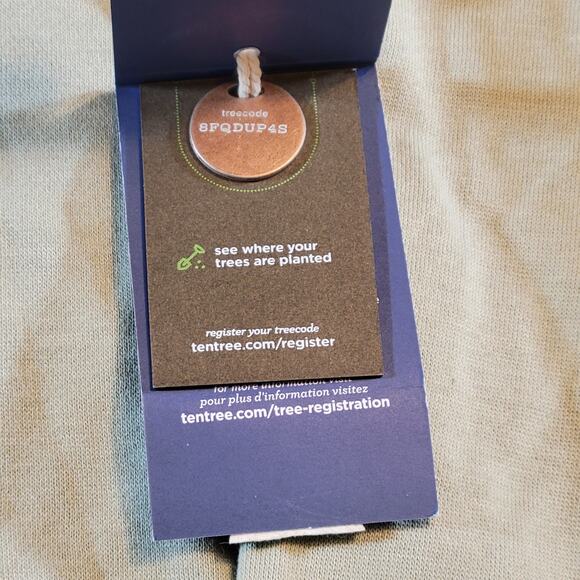 treecode
8FQDUP4S
see where your
trees are planted
register your treecode
tentree.com/register
for more information visit
pour plus d'information visitez
tentree.com/tree-registration